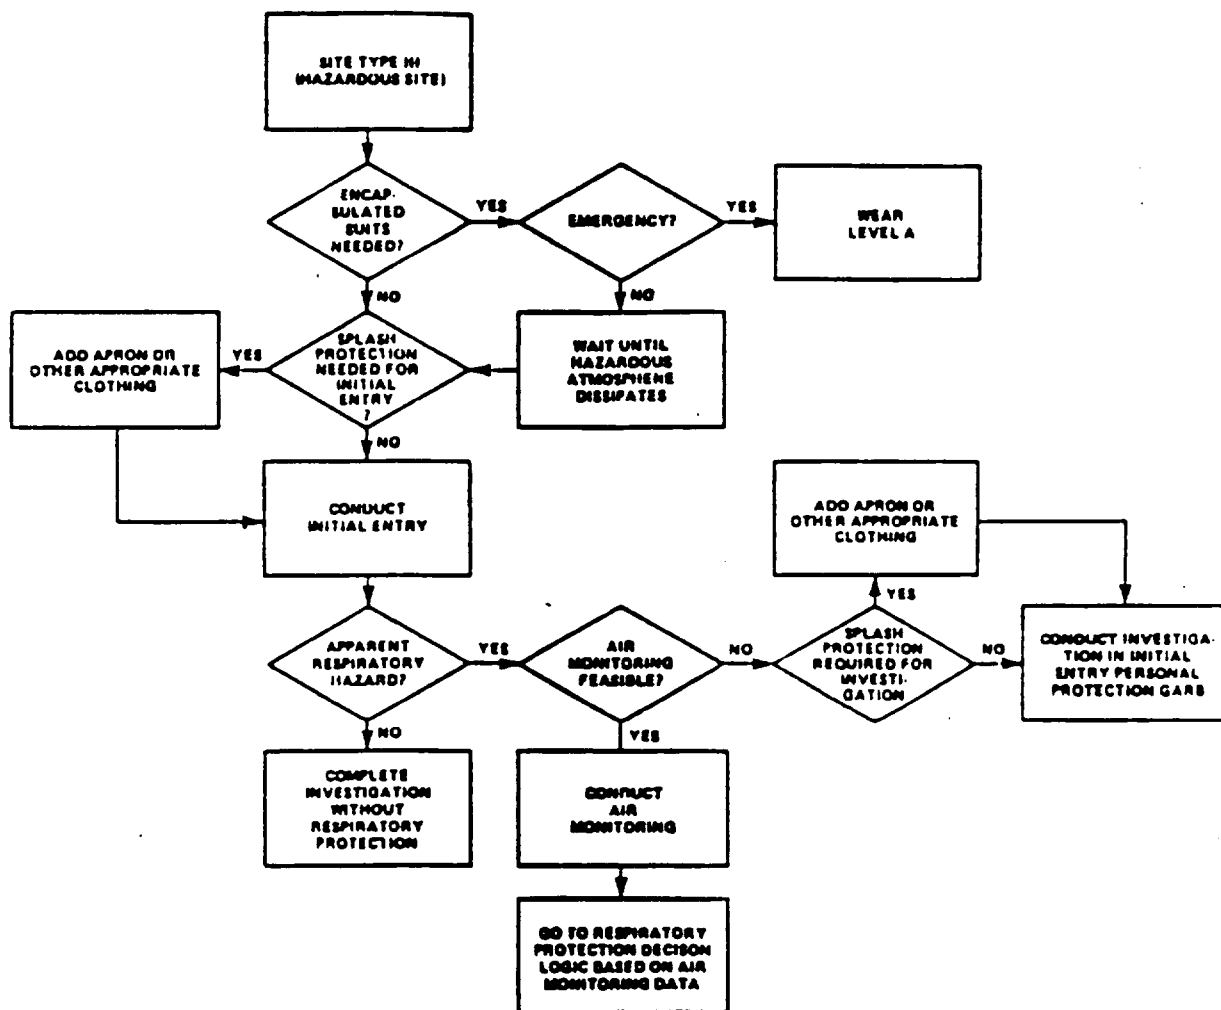 SITE TYPE III
(HAZARDOUS SITE)
ENCAP-
SULATED
SUITS
NEEDED?
YES
EMERGENCY?
YES
WEAR
LEVEL A
NO
NO
ADD APRON OR
OTHER APPROPRIATE
CLOTHING
YES
SPLASH
PROTECTION
NEEDED FOR
INITIAL
ENTRY
?
WAIT UNTIL
HAZARDOUS
ATMOSPHENE
DISSIPATES
NO
CONDUCT
INITIAL ENTRY
ADD APRON OR
OTHER APPROPRIATE
CLOTHING
YES
APPARENT
RESPIRATORY
HAZARD?
YES
AIR
MONITORING
FEASIBLE?
NO
SPLASH
PROTECTION
REQUIRED FOR
INVESTI-
GATION
NO
CONDUCT INVESTIGA-
TION IN INITIAL
ENTRY PERSONAL
PROTECTION GARB
NO
YES
COMPLETE
INVESTIGATION
WITHOUT
RESPIRATORY
PROTECTION
CONDUCT
AIR
MONITORING
GO TO RESPIRATORY
PROTECTION DECISON
LOGIC BASED ON AIR
MONITORING DATA